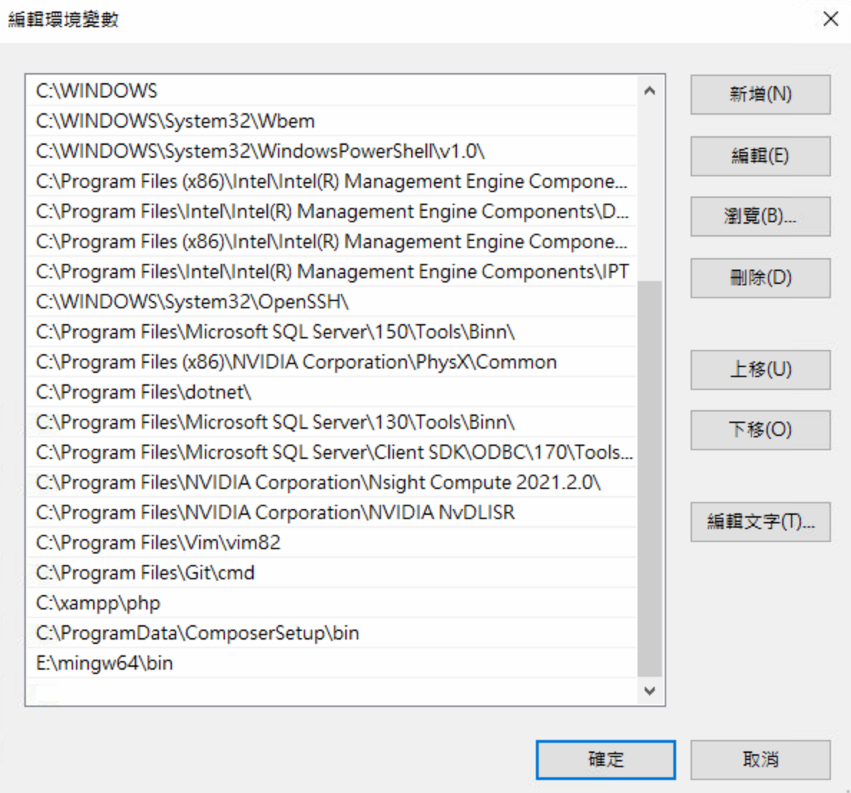 編輯環境變數
C:\WINDOWS
C:\WINDOWS\System32\Wbem
C:\WINDOWS\System32\WindowsPowerShell\v1.0\
C:\Program Files (x86)\Intel\Intel(R) Management Engine Compone...
C:\Program Files\Intel\Intel(R) Management Engine Components\D...
C:\Program Files (x86)\Intel\Intel(R) Management Engine Compone...
C:\Program Files\Intel\Intel(R) Management Engine Components\IPT
C:\WINDOWS\System32\OpenSSH\
C:\Program Files\Microsoft SQL Server\150\Tools\Binn\
C:\Program Files (x86)\NVIDIA Corporation\PhysX\Common
C:\Program Files\dotnet\
C:\Program Files\Microsoft SQL Server\130\Tools\Binn\
C:\Program Files\Microsoft SQL Server\Client SDK\ODBC\170\Tools...
C:\Program Files\NVIDIA Corporation\Nsight Compute 2021.2.0\
C:\Program Files\NVIDIA Corporation\NVIDIA NvDLISR
C:\Program Files\Vim\vim82
C:\Program Files\Git\cmd
C:\xampp\php
C:\ProgramData\ComposerSetup\bin
E:\mingw64\bin
新增(N)
編輯(E)
瀏覽(B)...
刪除(D)
上移(U)
下移(O)
編輯文字(T)...
確定
取消